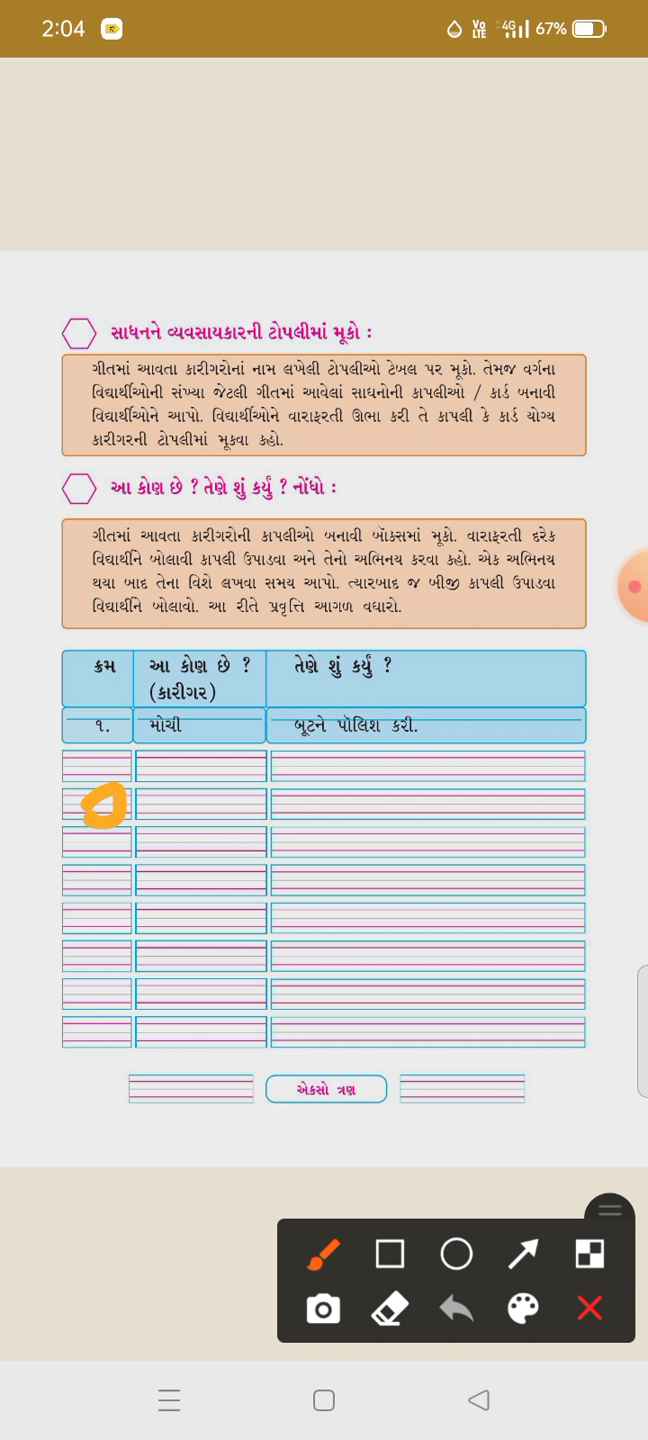 2:04
Vo LTE 4G 67%
સાધનને વ્યવસાયકારની ટોપલીમાં મૂકો :
ગીતમાં આવતા કારીગરોનાં નામ લખેલી ટોપલીઓ ટેબલ પર મૂકો. તેમજ વર્ગના
વિદ્યાર્થીઓની સંખ્યા જેટલી ગીતમાં આવેલાં સાધનોની કાપલીઓ / કાર્ડ બનાવી
વિદ્યાર્થીઓને આપો. વિદ્યાર્થીઓને વારાફરતી ઊભા કરી તે કાપલી કે કાર્ડ યોગ્ય
કારીગરની ટોપલીમાં મૂકવા કહો.
આ કોણ છે ? તેણે શું કર્યું ? નોંધો :
ગીતમાં આવતા કારીગરોની કાપલીઓ બનાવી બૉક્સમાં મૂકો. વારાફરતી દરેક
વિદ્યાર્થીને બોલાવી કાપલી ઉપાડવા અને તેનો અભિનય કરવા કહો. એક અભિનય
થયા બાદ તેના વિશે લખવા સમય આપો. ત્યારબાદ જ બીજી કાપલી ઉપાડવા
વિદ્યાર્થીને બોલાવો. આ રીતે પ્રવૃત્તિ આગળ વધારો.
ક્રમ આ કોણ છે ? તેણે શું કર્યું ?
(કારીગર)
૧. મોચી બૂટને પૉલિશ કરી.
એકસો ત્રણ